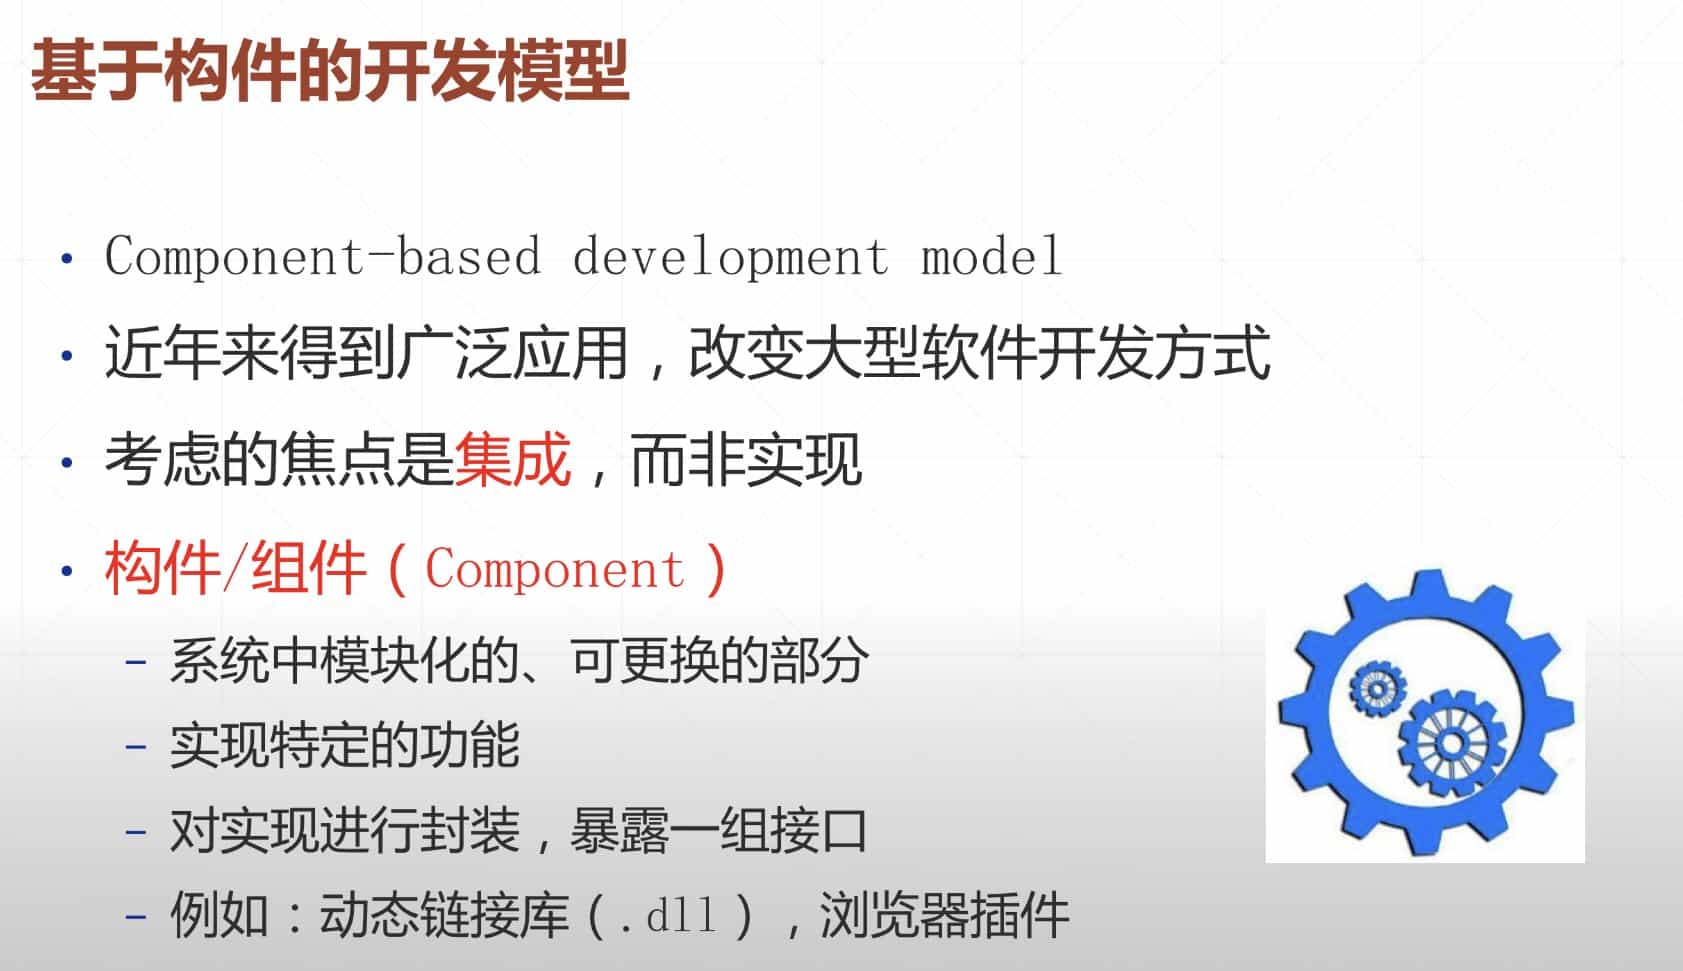 基于构件的开发模型
• Component-based development model
• 近年来得到广泛应用，改变大型软件开发方式
• 考虑的焦点是集成，而非实现
• 构件/组件（Component）
– 系统中模块化的、可更换的部分
– 实现特定的功能
– 对实现进行封装，暴露一组接口
– 例如：动态链接库（.dll），浏览器插件